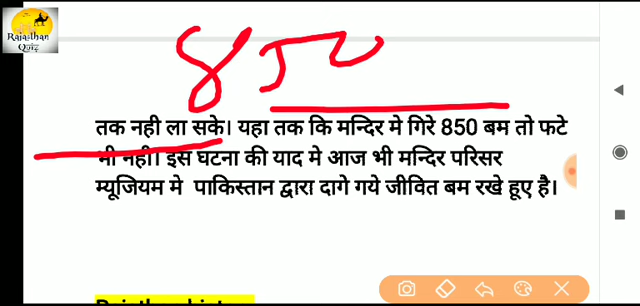 Rajasthan
Quiz
850
तक नही ला सके। यहा तक कि मन्दिर मे गिरे 850 बम तो फटे
भी नही। इस घटना की याद मे आज भी मन्दिर परिसर
म्यूजियम मे पाकिस्तान द्वारा दागे गये जीवित बम रखे हूए है।